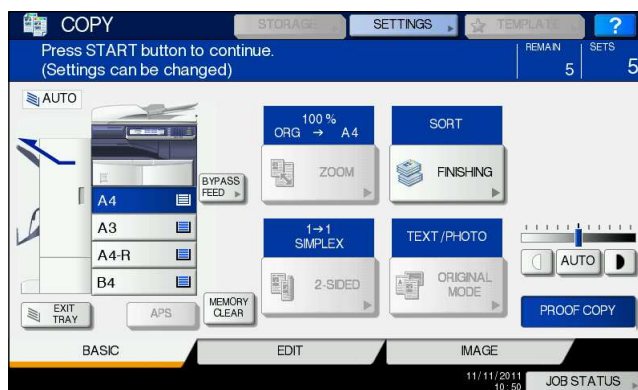 COPY
STORAGE
SETTINGS
TEMPLATE
?
Press START button to continue.
(Settings can be changed)
REMAIN
5
SETS
5
AUTO
100 %
ORG → A4
ZOOM
SORT
FINISHING
BYPASS
FEED
A4
A3
A4-R
B4
1→1
SIMPLEX
2-SIDED
TEXT/PHOTO
ORIGINAL
MODE
AUTO
EXIT
TRAY
APS
MEMORY
CLEAR
PROOF COPY
BASIC
EDIT
IMAGE
11/11/2011
10:50
JOB STATUS